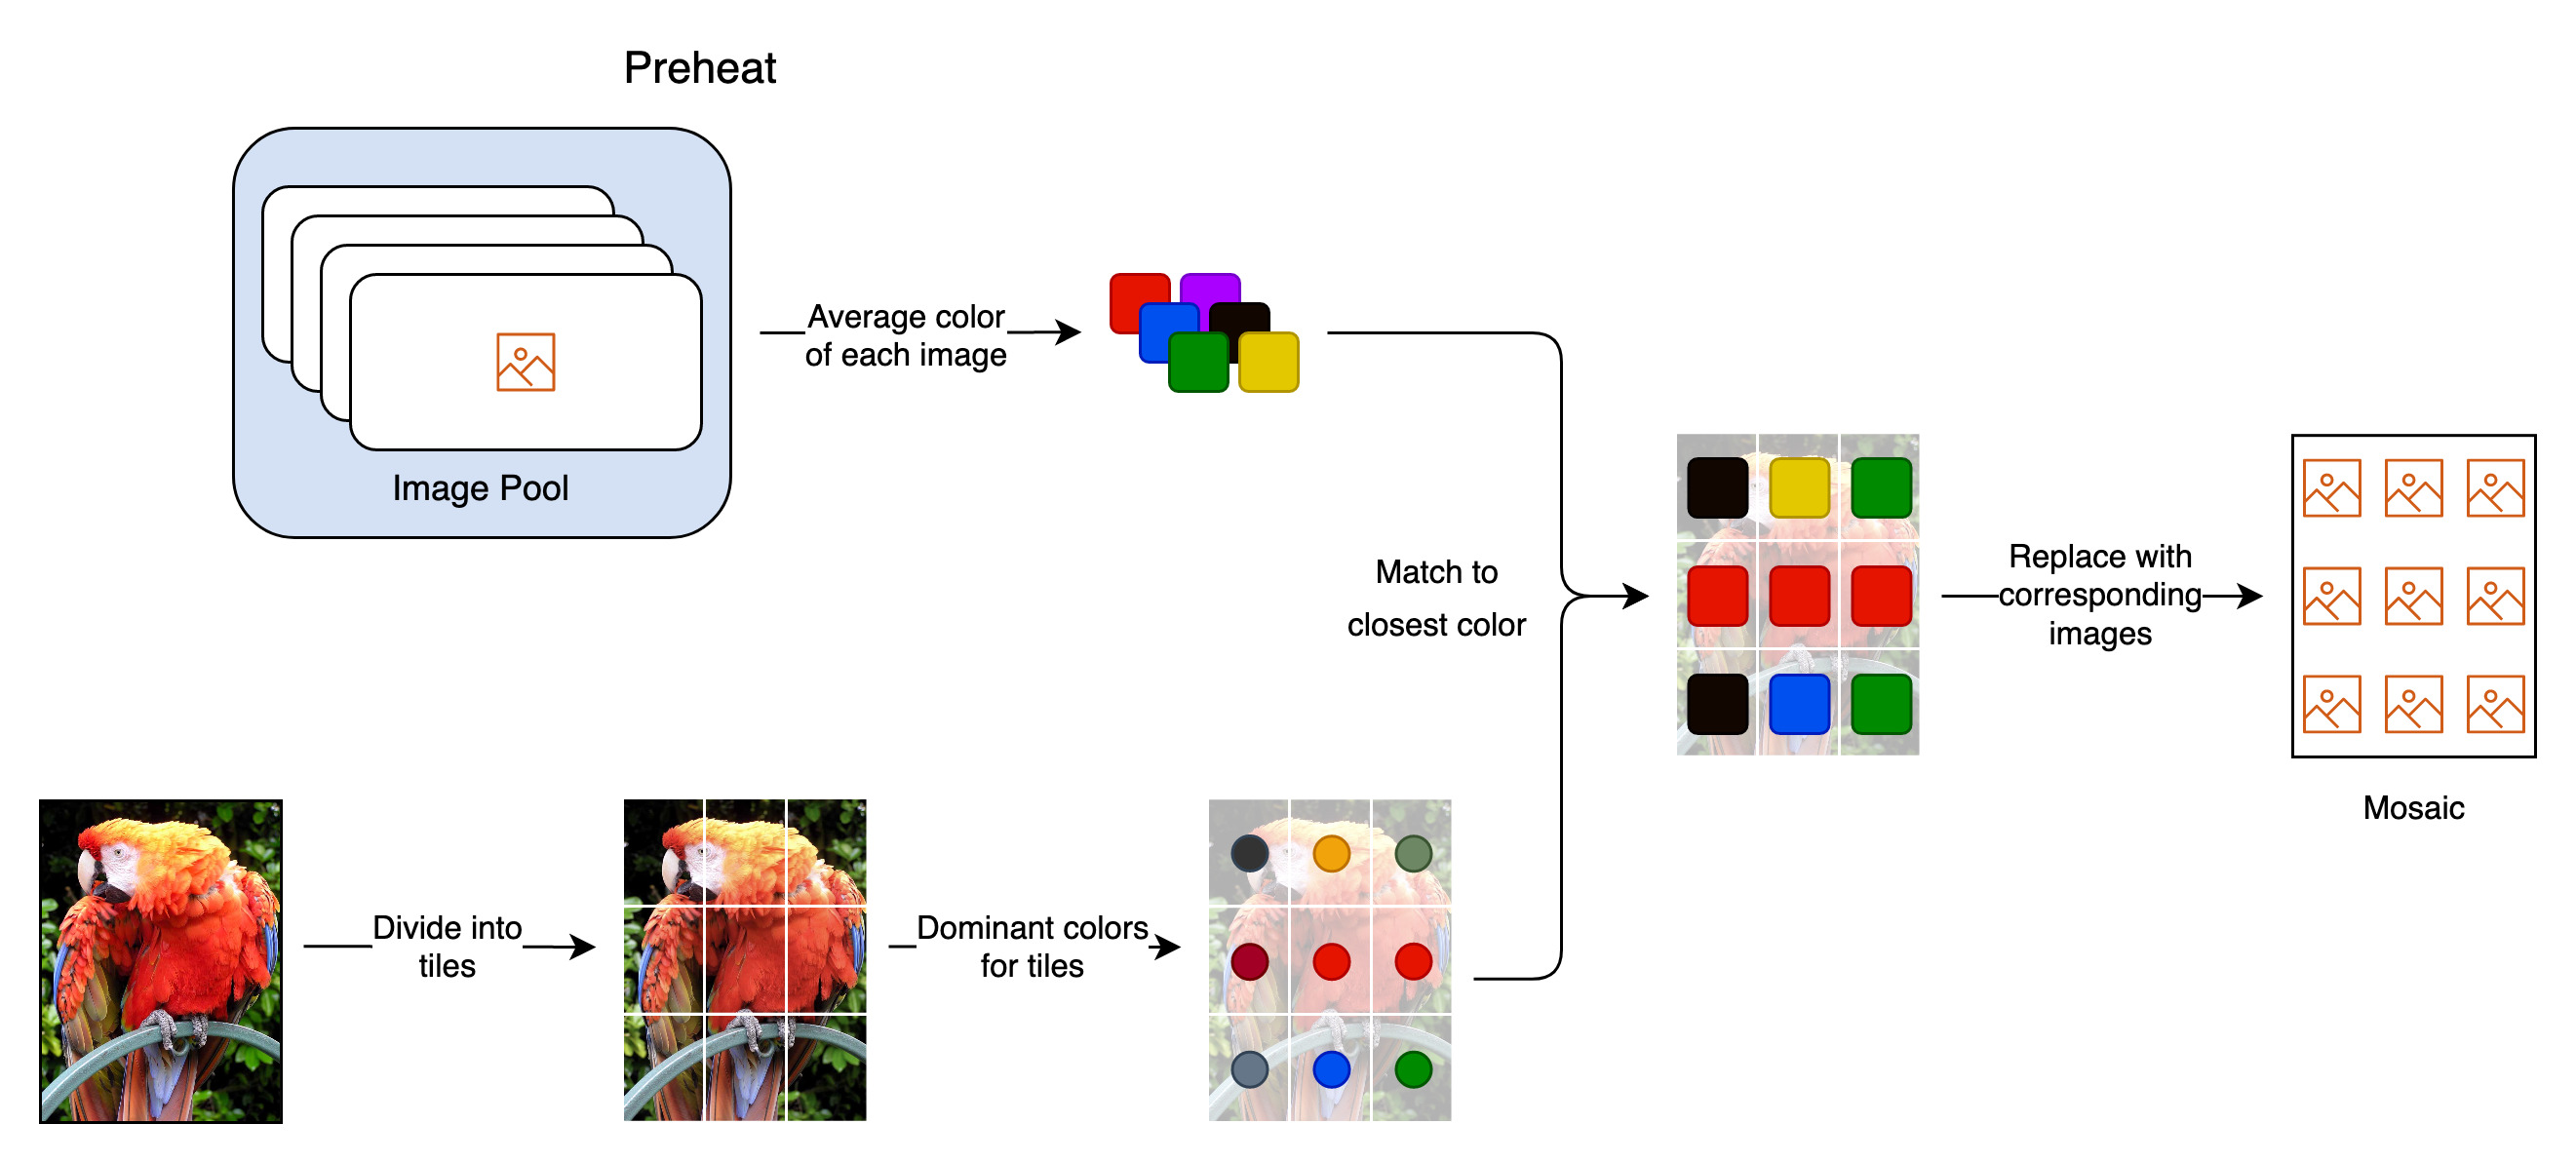 Preheat
Average color
of each image
Image Pool
Match to
closest color
Replace with
corresponding
images
Mosaic
Divide into
tiles
Dominant colors
for tiles